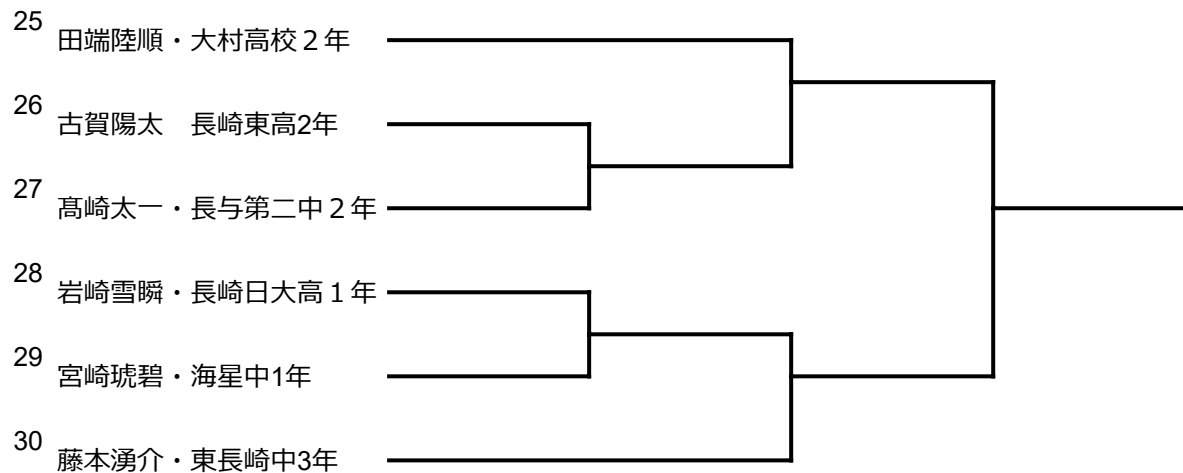 25
田端陸順・大村高校２年
26
古賀陽太　長崎東高2年
27
髙崎太一・長与第二中２年
28
岩崎雪瞬・長崎日大高１年
29
宮崎琥碧・海星中1年
30
藤本湧介・東長崎中3年